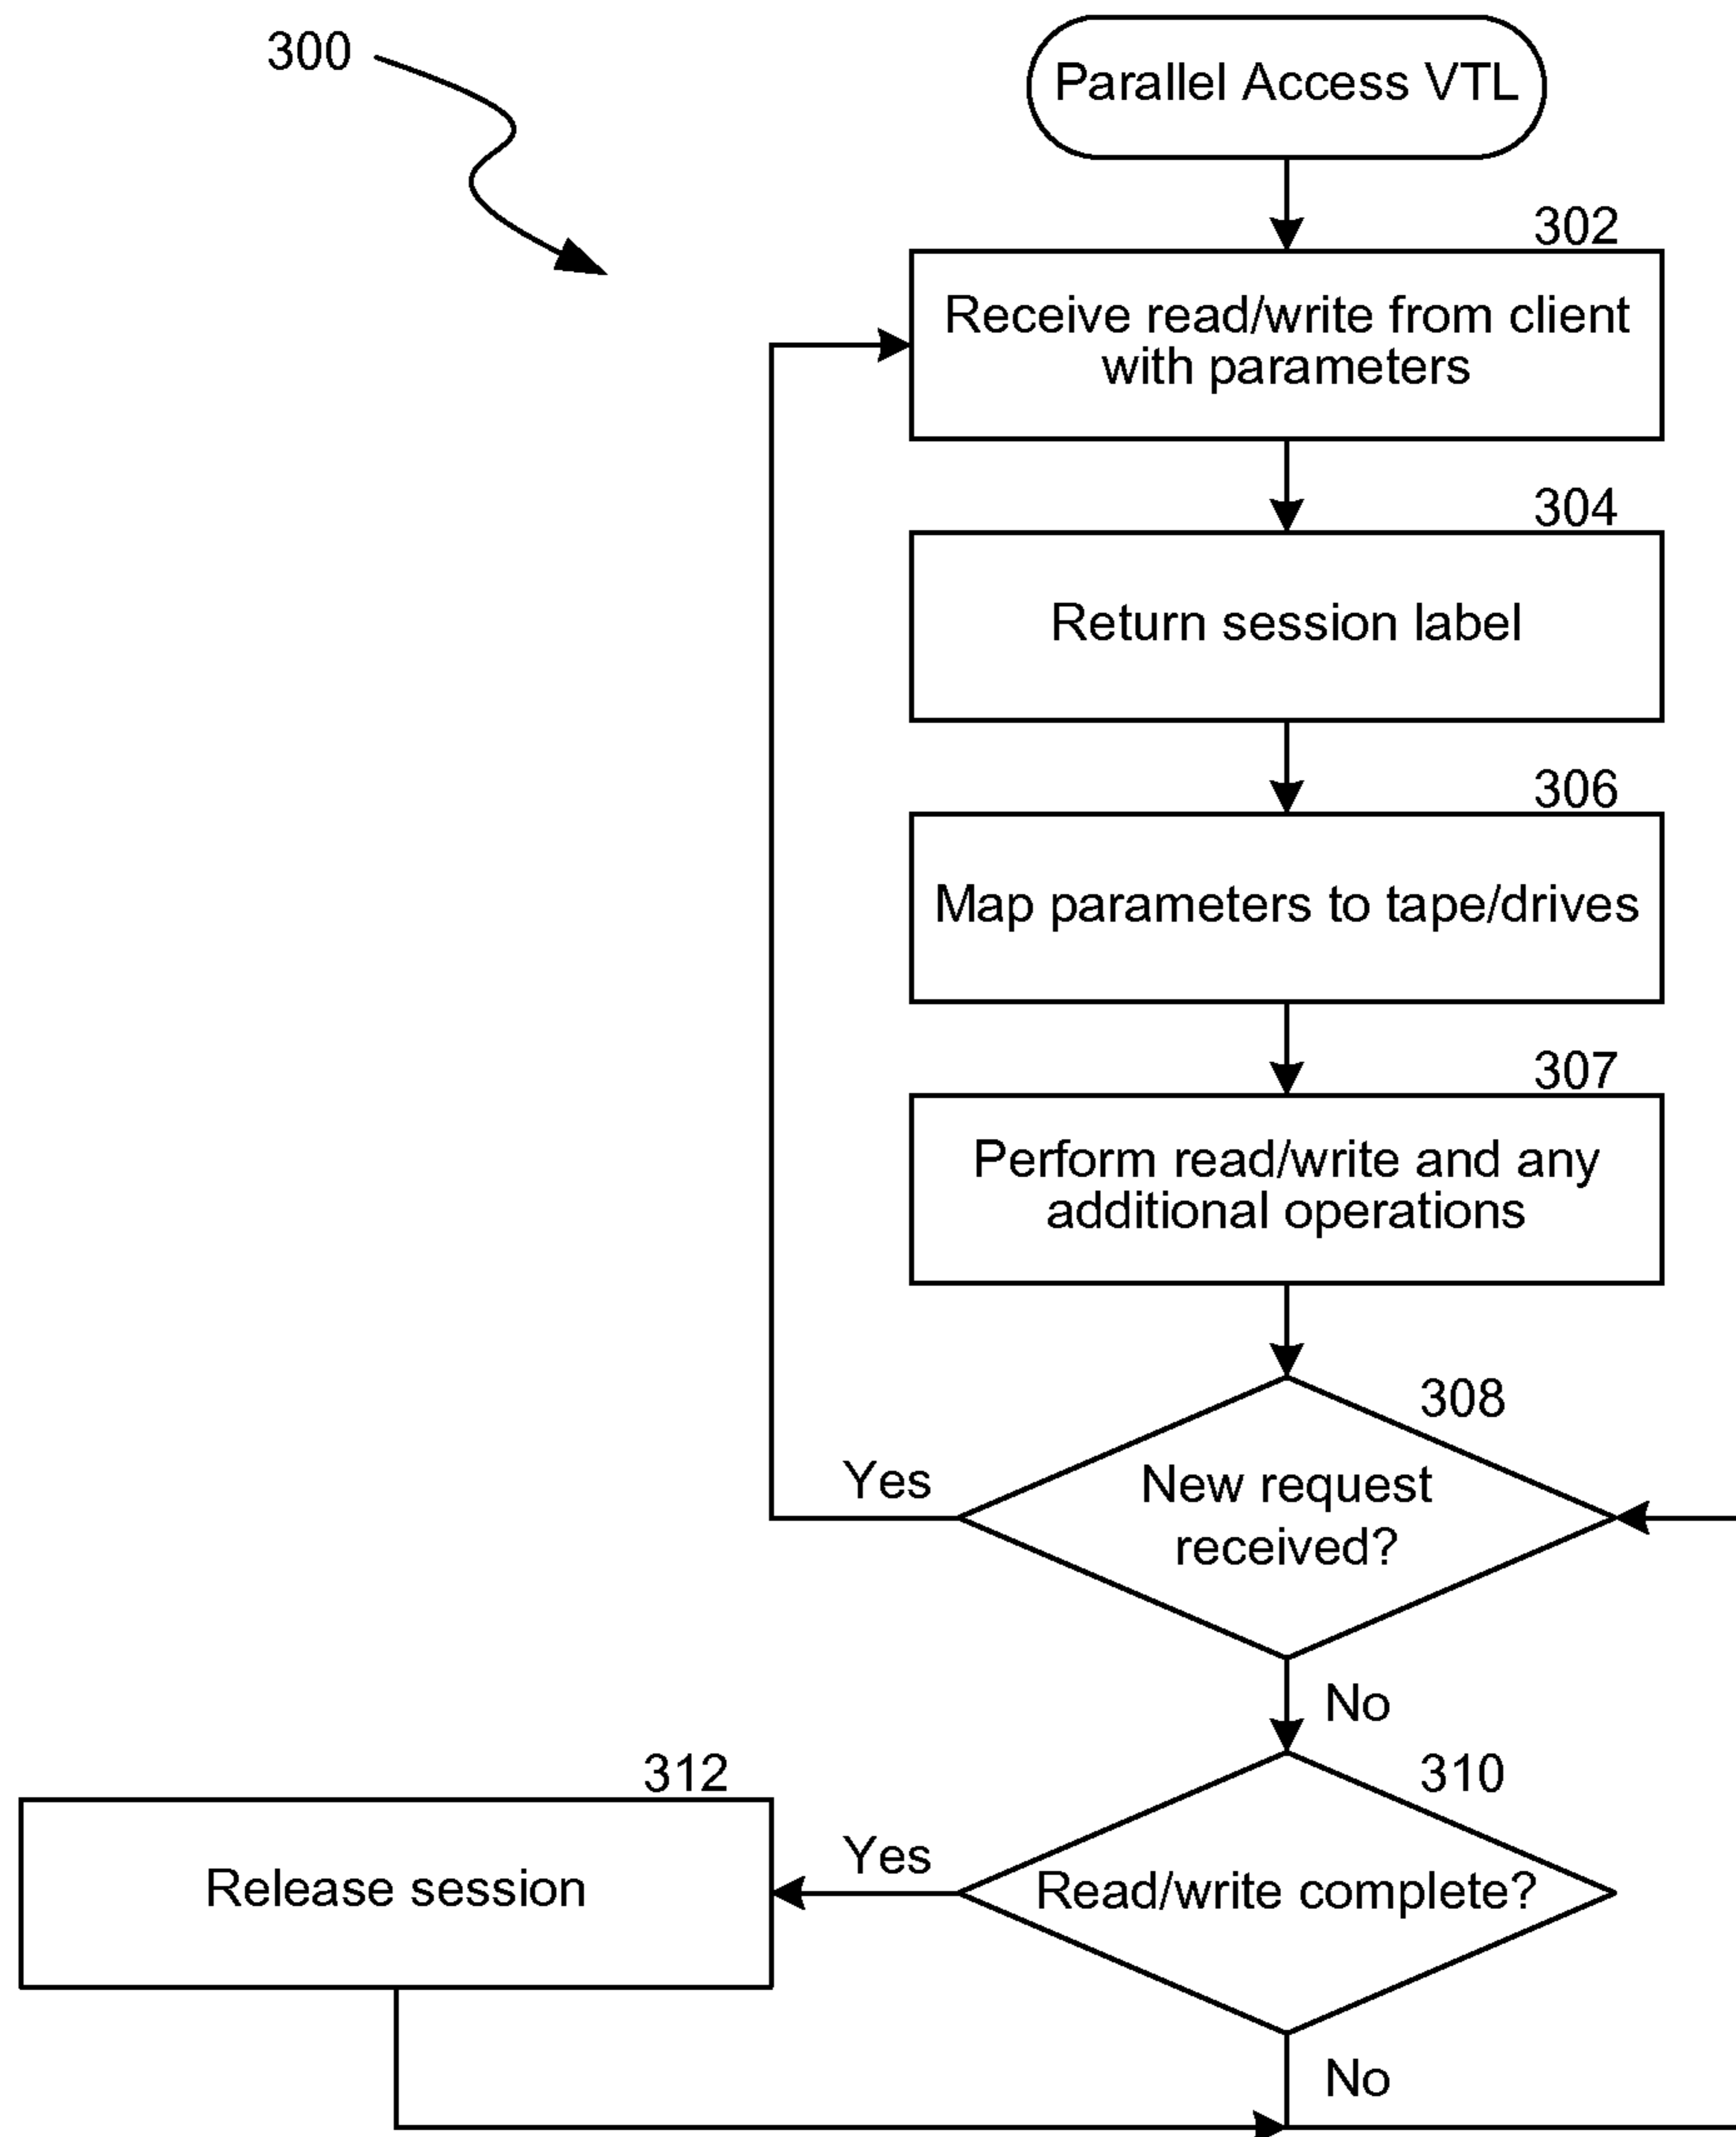 300
Parallel Access VTL
302
Receive read/write from client
with parameters
304
Return session label
306
Map parameters to tape/drives
307
Perform read/write and any
additional operations
308
Yes
New request
received?
No
312
310
Release session
Yes
Read/write complete?
No